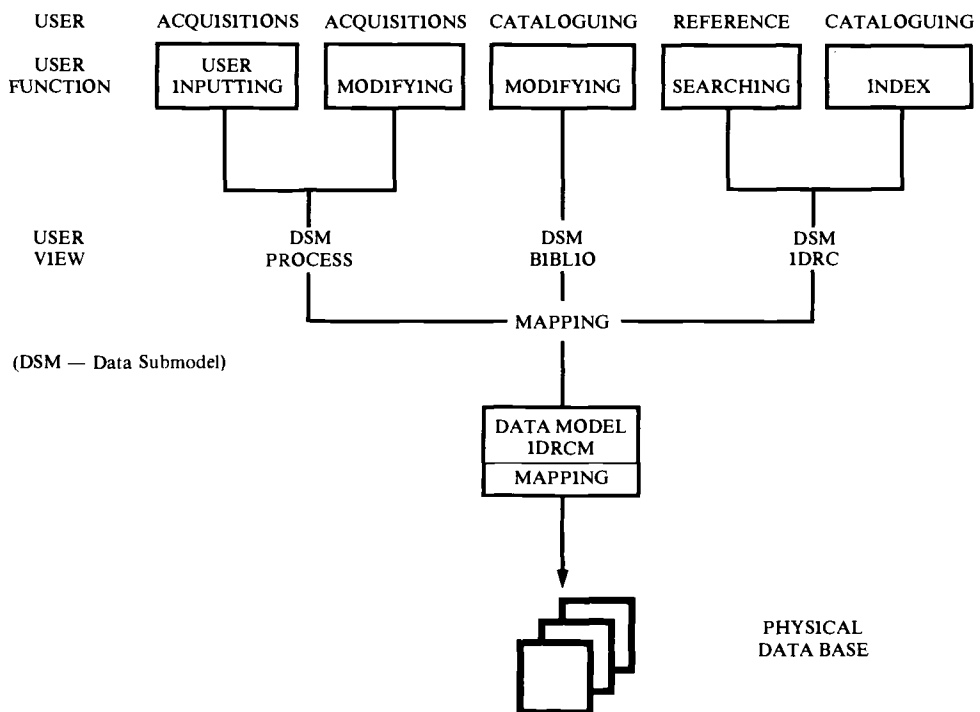 USER ACQUISITIONS ACQUISITIONS CATALOGUING REFERENCE CATALOGUING
USER FUNCTION
USER INPUTTING
MODIFYING
MODIFYING
SEARCHING
INDEX
USER VIEW
DSM PROCESS
DSM BIBLIO
DSM IDRC
MAPPING
(DSM — Data Submodel)
DATA MODEL
IDRCM
MAPPING
PHYSICAL
DATA BASE